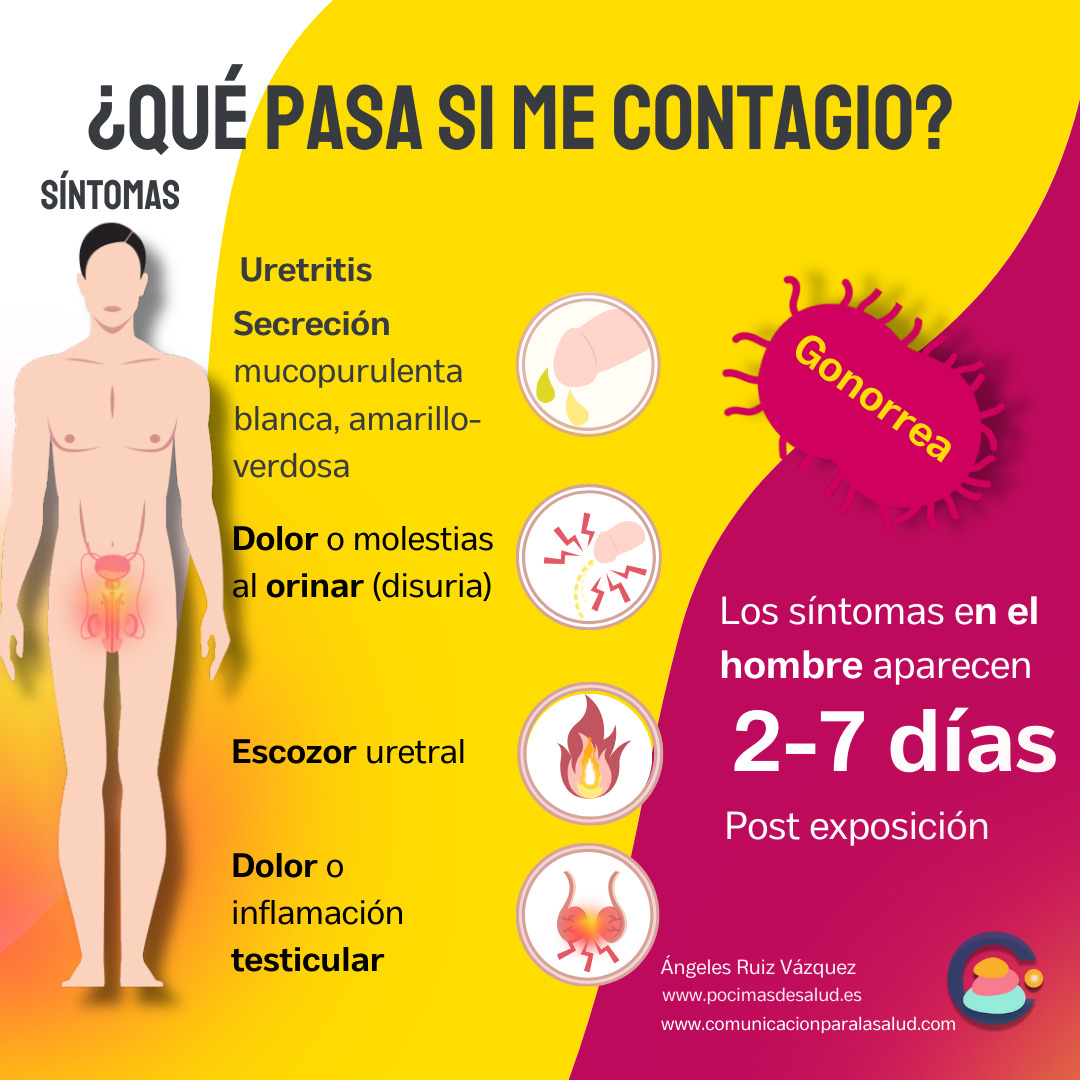 ¿QUÉ PASA SI ME CONTAGIO?
SÍNTOMAS
Uretritis
Secreción
mucopurulenta
blanca, amarillo-
verdosa
Dolor o molestias
al orinar (disuria)
Escozor uretral
Dolor o
inflamación
testicular
Gonorrea
Los síntomas en el
hombre aparecen
2-7 días
Post exposición
Ángeles Ruiz Vázquez
www.pocimasdesalud.es
www.comunicacionparalasalud.com